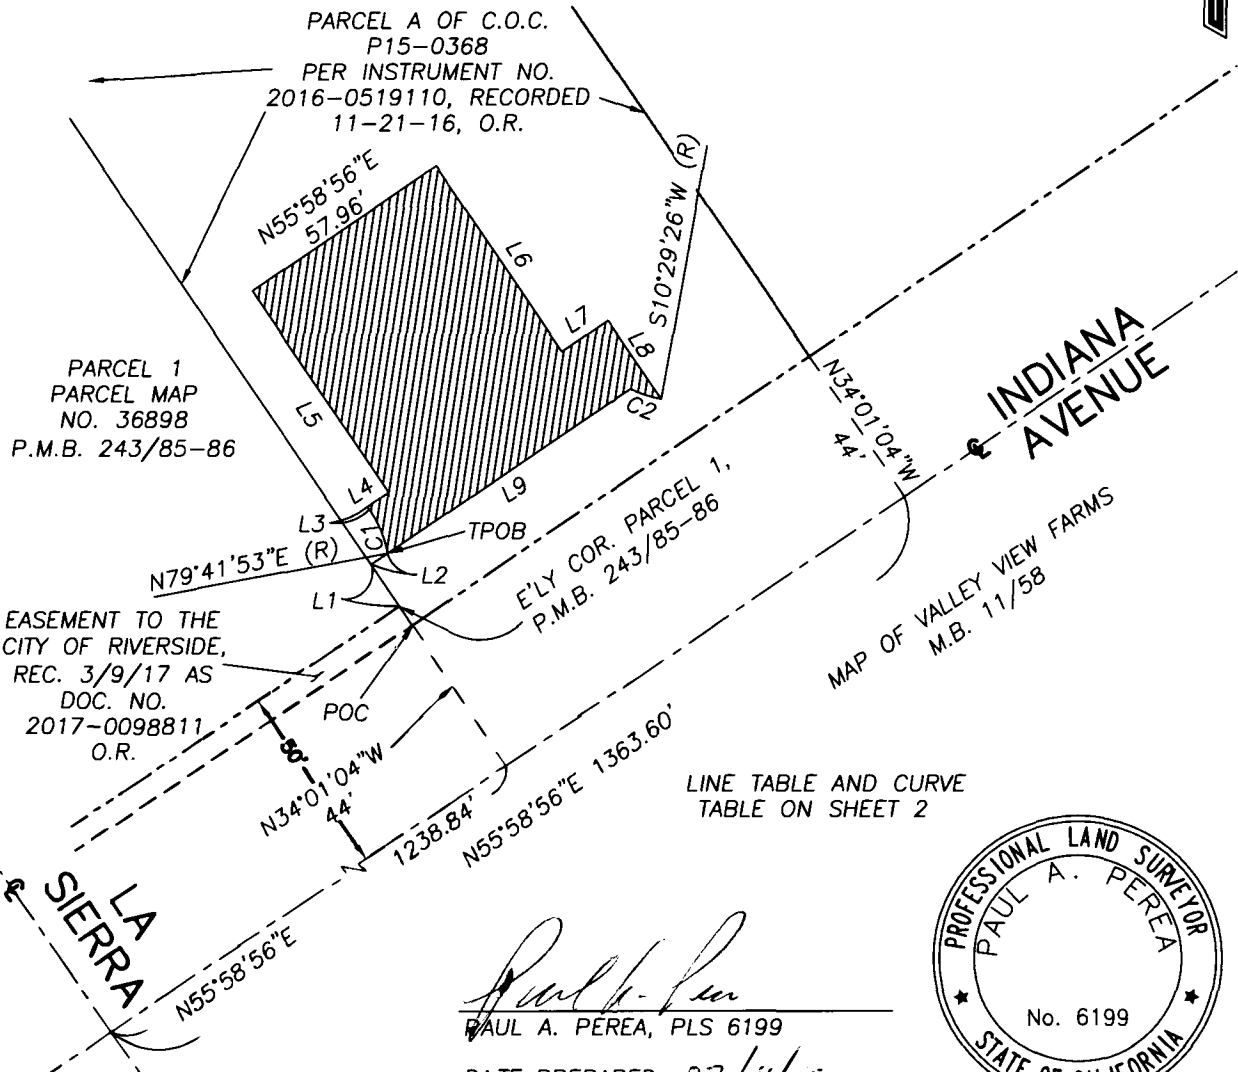 PARCEL A OF C.O.C.
P15-0368
PER INSTRUMENT NO.
2016-0519110, RECORDED
11-21-16, O.R.
N55°58'56"E
57.96'
L6
S10°29'26"W (R)
L7
L8
PARCEL 1
PARCEL MAP
NO. 36898
P.M.B. 243/85-86
L5
C2
N34°01'04"W
44'
INDIANA
AVENUE
L4
L9
L3
C1
TPOB
N79°41'53"E (R)
L2
L1
E'LY COR. PARCEL 1,
P.M.B. 243/85-86
MAP OF VALLEY VIEW FARMS
M.B. 11/58
EASEMENT TO THE
CITY OF RIVERSIDE,
REC. 3/9/17 AS
DOC. NO.
2017-0098811
O.R.
POC
50'
N34°01'04"W
44'
1238.84'
N55°58'56"E 1363.60'
LINE TABLE AND CURVE
TABLE ON SHEET 2
LA
SIERRA
N55°58'56"E
PAUL A. PEREA, PLS 6199
DATE PREPARED
PROFESSIONAL LAND SURVEYOR
PAUL A. PEREA
No. 6199
STATE OF CALIFORNIA